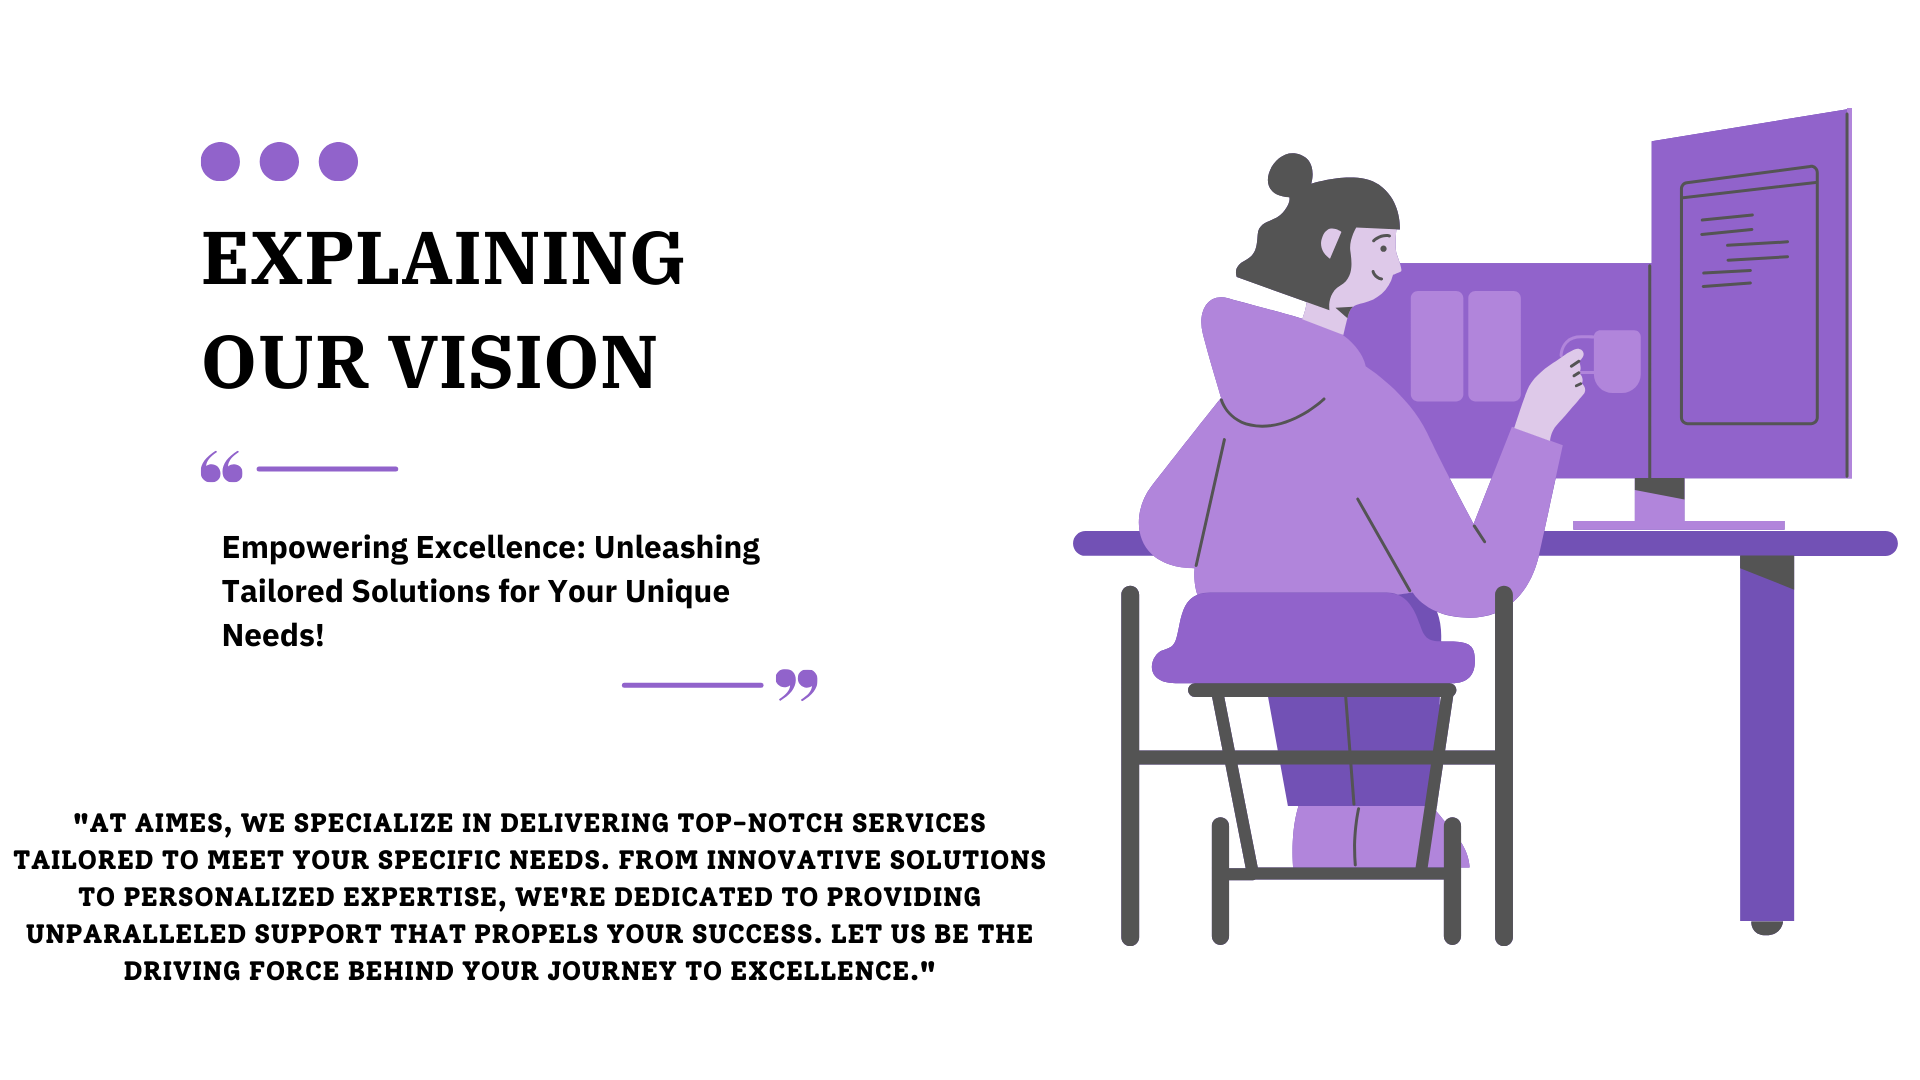 EXPLAINING
OUR VISION
Empowering Excellence: Unleashing
Tailored Solutions for Your Unique
Needs!
"AT AIMES, WE SPECIALIZE IN DELIVERING TOP-NOTCH SERVICES
TAILORED TO MEET YOUR SPECIFIC NEEDS. FROM INNOVATIVE SOLUTIONS
TO PERSONALIZED EXPERTISE, WE'RE DEDICATED TO PROVIDING
UNPARALLELED SUPPORT THAT PROPELS YOUR SUCCESS. LET US BE THE
DRIVING FORCE BEHIND YOUR JOURNEY TO EXCELLENCE."